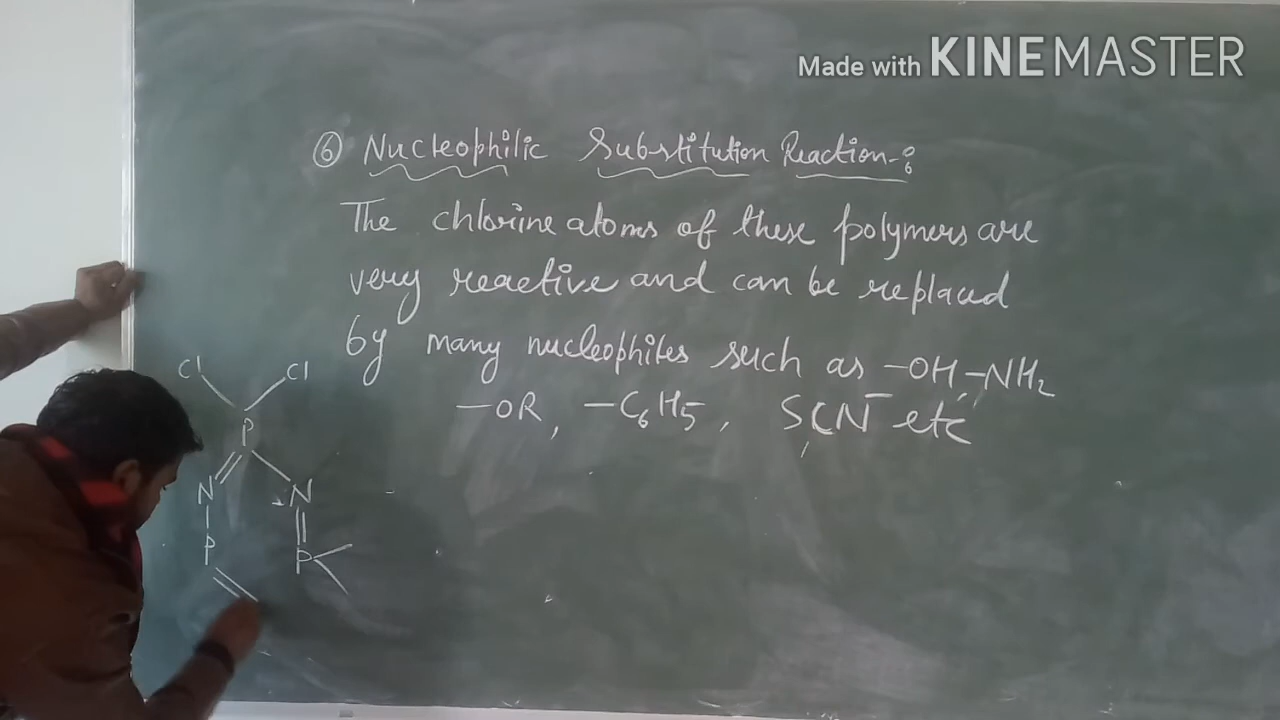 Made with KINEMASTER
⑥ Nucleophilic Substitution Reaction-:
The chlorine atoms of these polymers are
very reactive and can be replaced
by many nucleophiles such as -OH, -NH₂
-OR, -C₆H₅, SCN⁻ etc
Cl Cl
P
N N
P P